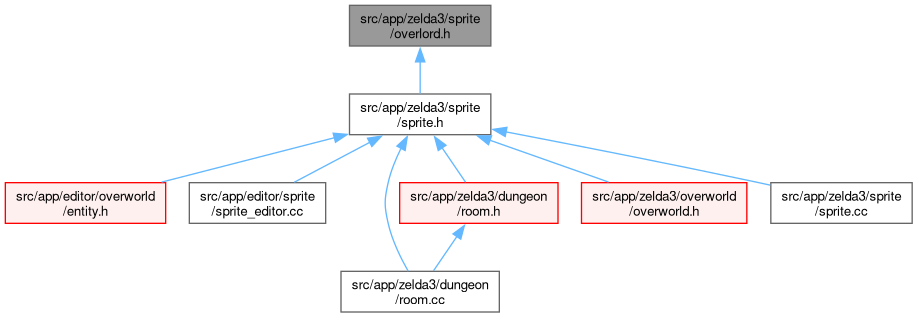 src/app/zelda3/sprite
/overlord.h
src/app/zelda3/sprite
/sprite.h
src/app/editor/overworld
/entity.h
src/app/editor/sprite
/sprite_editor.cc
src/app/zelda3/dungeon
/room.h
src/app/zelda3/overworld
/overworld.h
src/app/zelda3/sprite
/sprite.cc
src/app/zelda3/dungeon
/room.cc